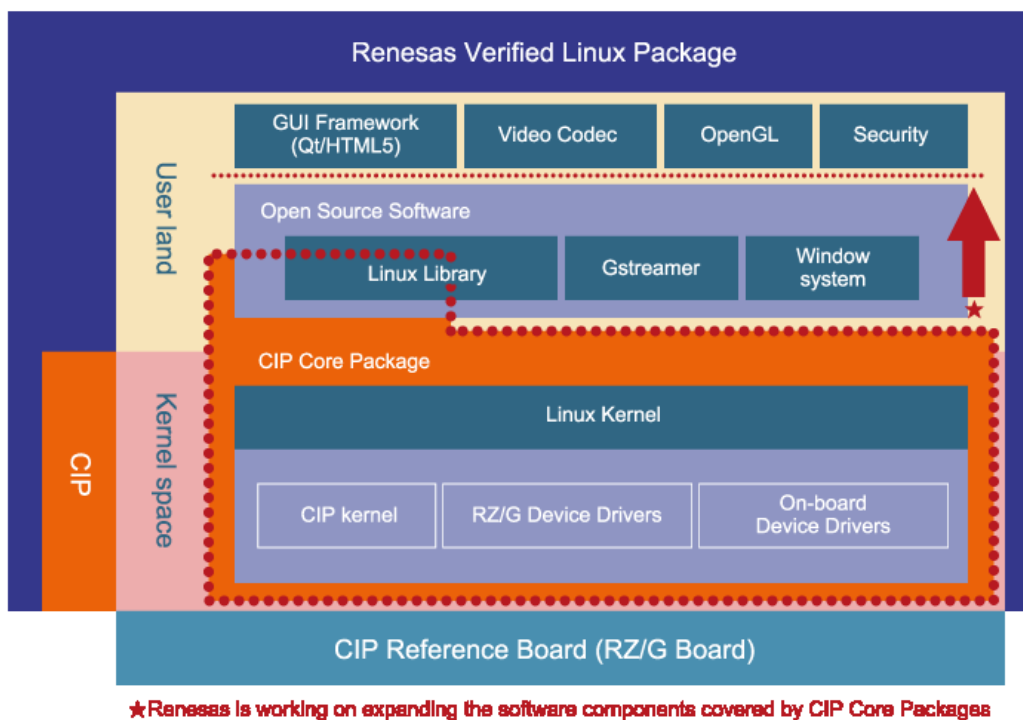 Renesas Verified Linux Package
User land
GUI Framework
(Qt/HTML5)
Video Codec
OpenGL
Security
Open Source Software
Linux Library
Gstreamer
Window
system
★
CIP
Kernel space
CIP Core Package
Linux Kernel
CIP kernel
RZ/G Device Drivers
On-board
Device Drivers
CIP Reference Board (RZ/G Board)
★Renesas is working on expanding the software components covered by CIP Core Packages